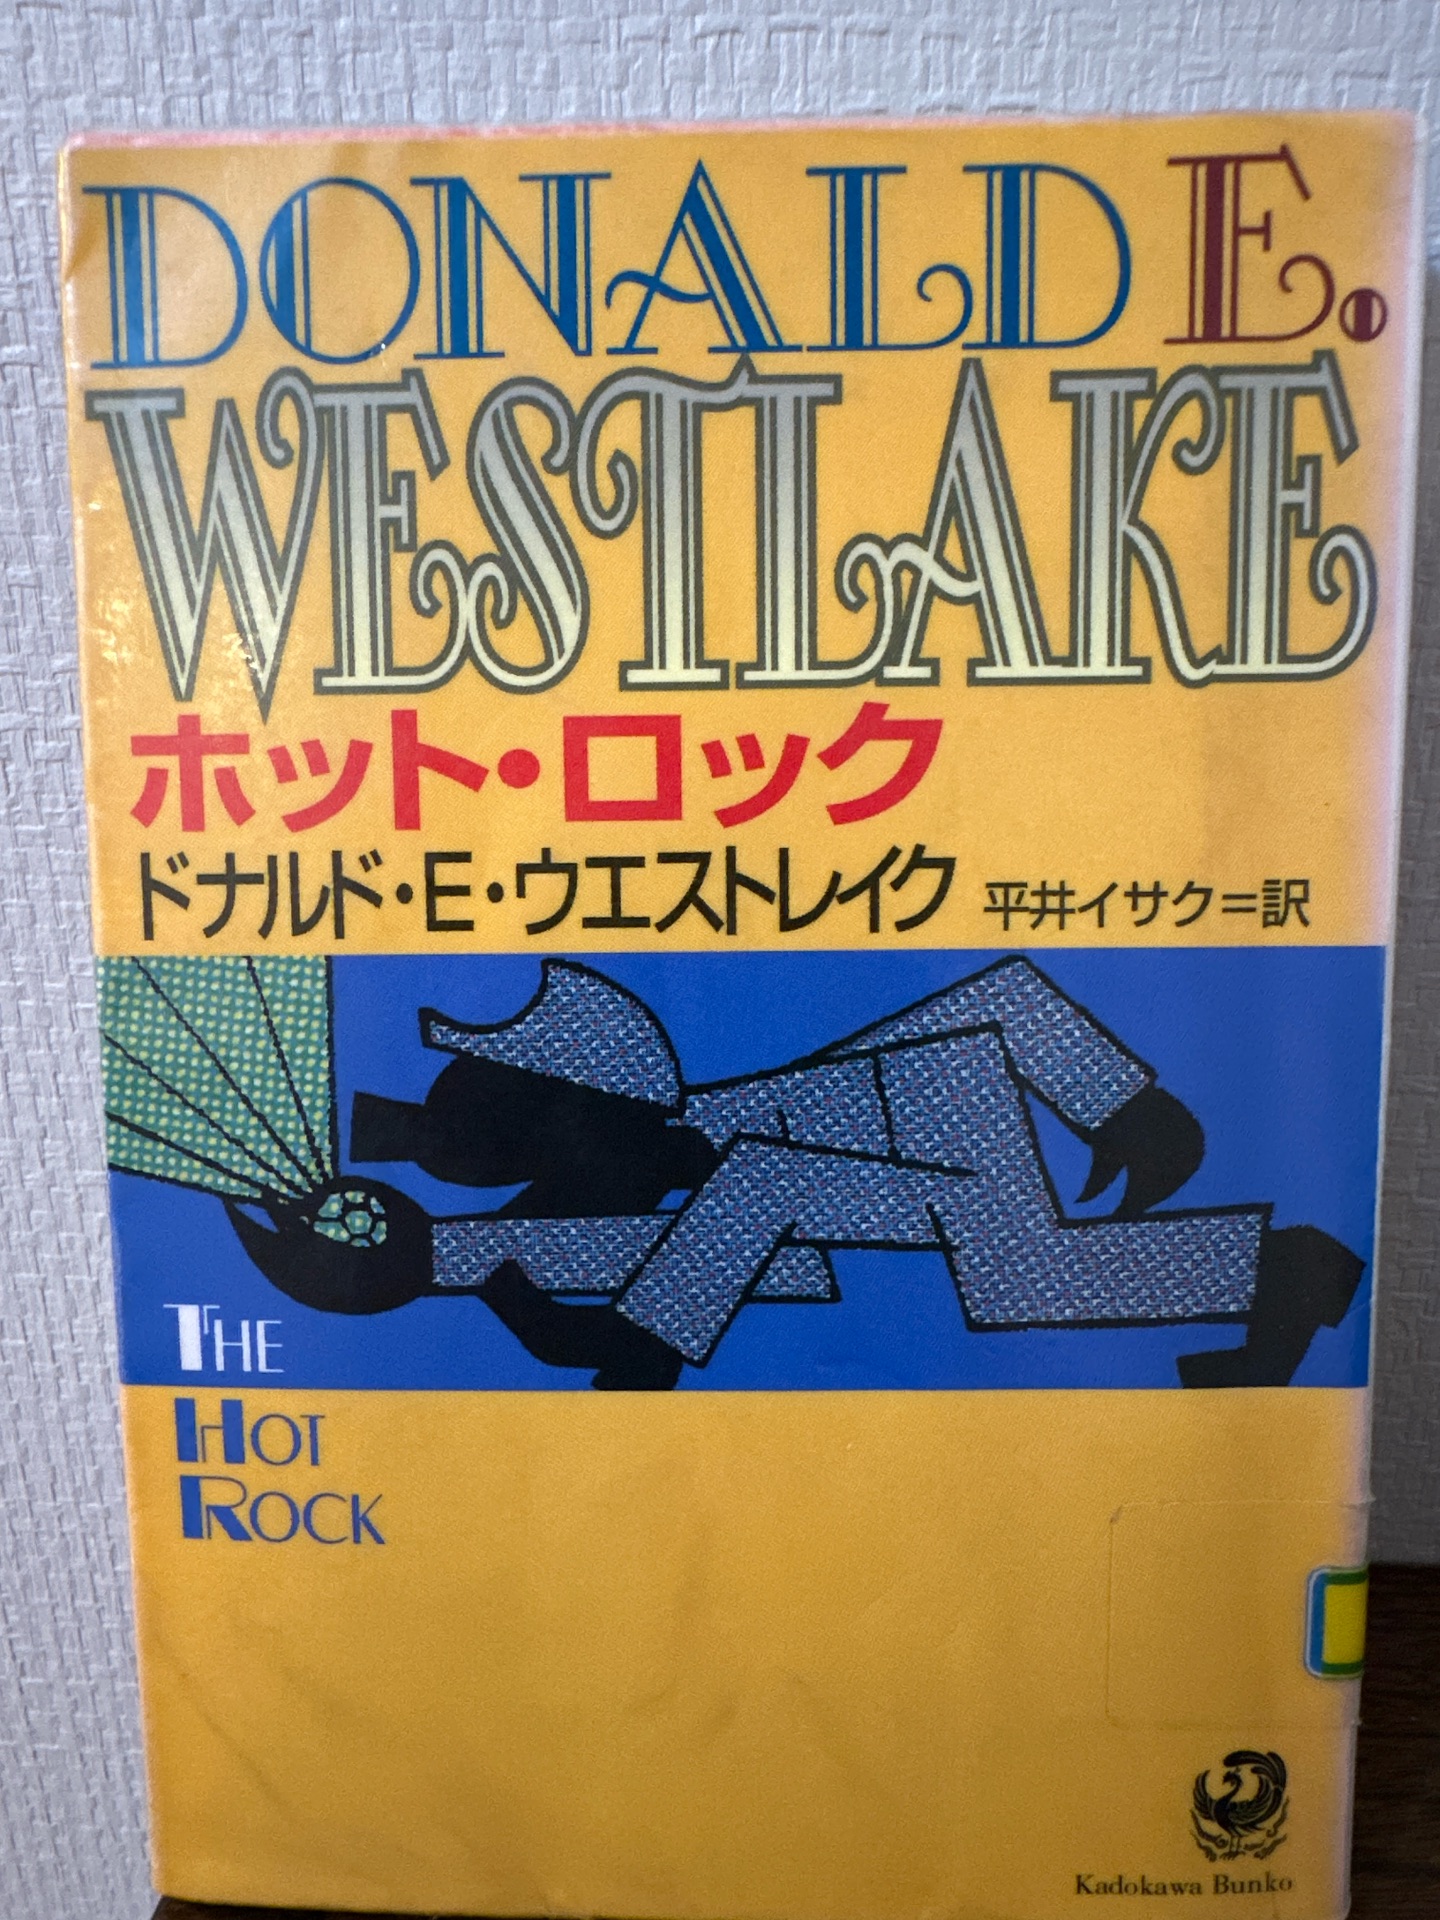 DONALD E.
WESTLAKE
ホット・ロック
ドナルド・E・ウエストレイク 平井イサク=訳
THE
HOT
ROCK
Kadokawa Bunko